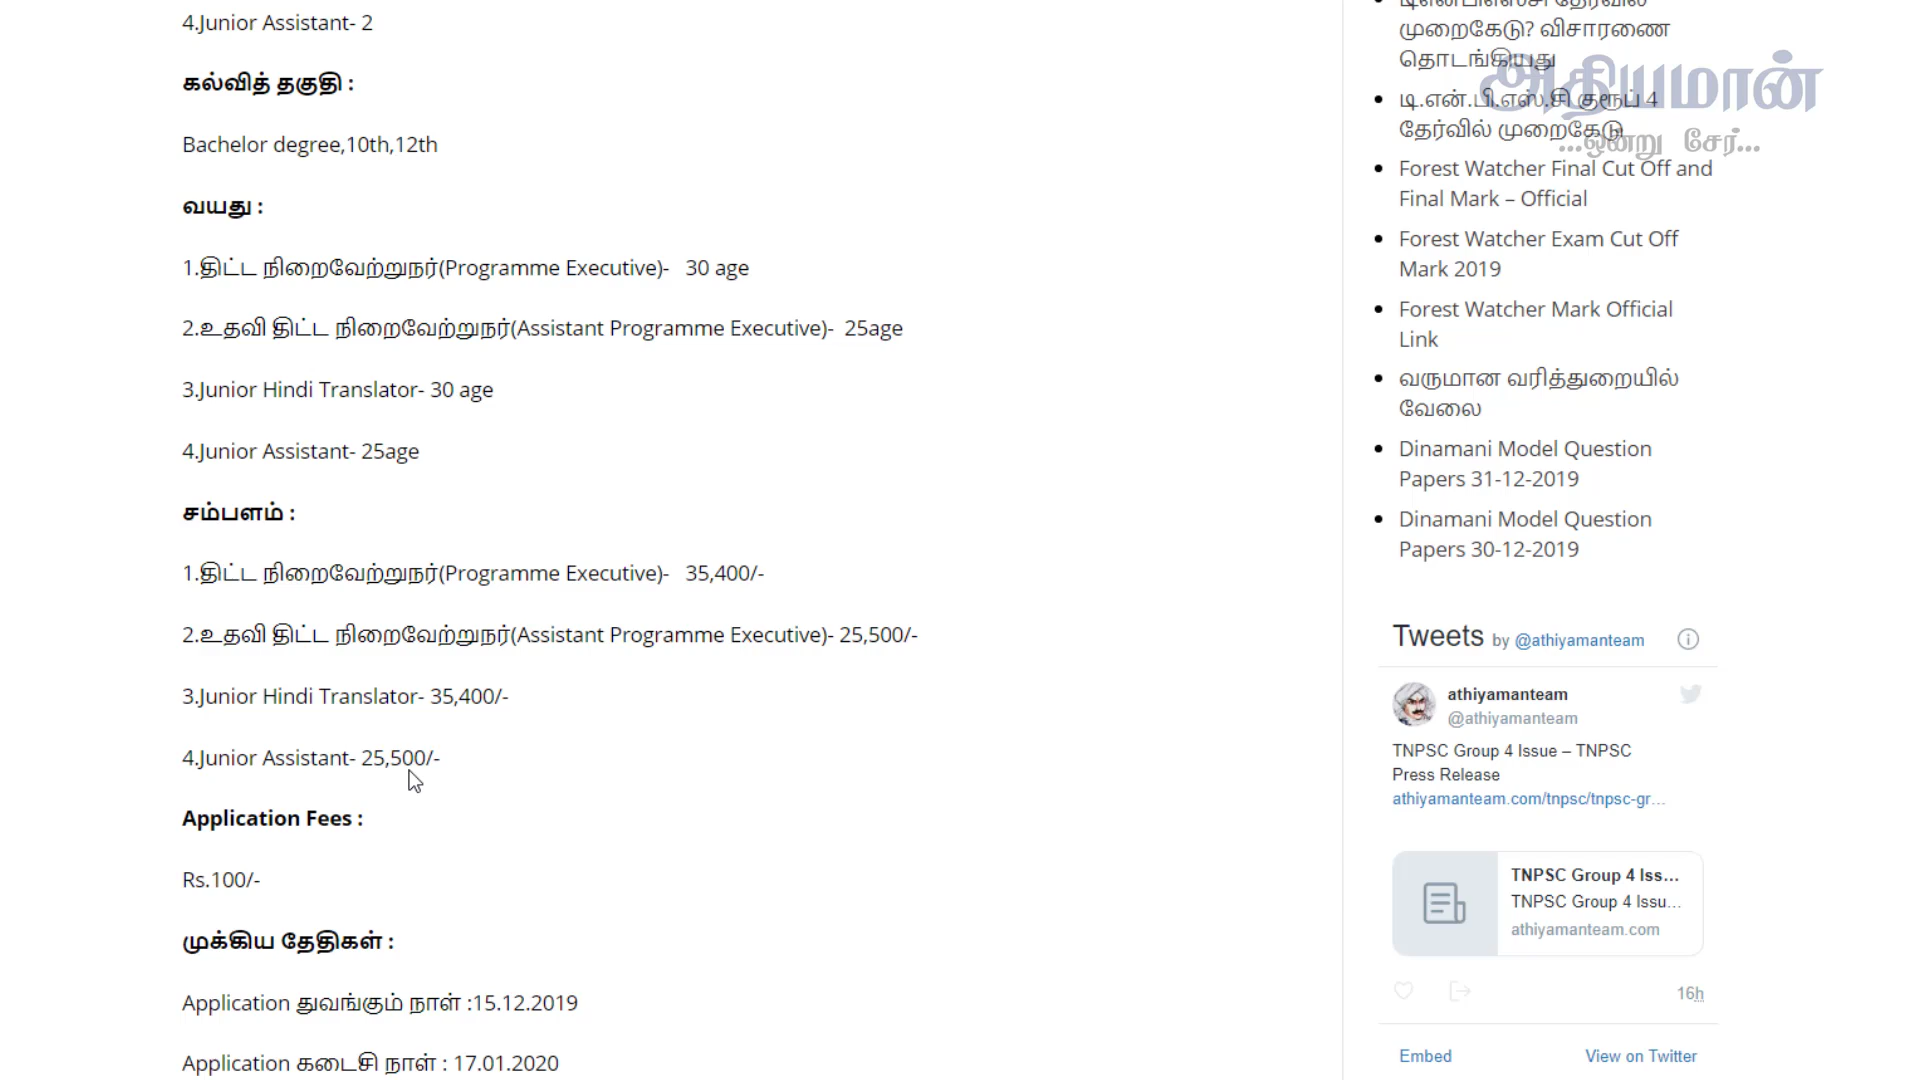 4.Junior Assistant- 2
கல்வித் தகுதி :
Bachelor degree,10th,12th
வயது :
1.திட்ட நிறைவேற்றுநர்(Programme Executive)- 30 age
2.உதவி திட்ட நிறைவேற்றுநர்(Assistant Programme Executive)- 25age
3.Junior Hindi Translator- 30 age
4.Junior Assistant- 25age
சம்பளம் :
1.திட்ட நிறைவேற்றுநர்(Programme Executive)- 35,400/-
2.உதவி திட்ட நிறைவேற்றுநர்(Assistant Programme Executive)- 25,500/-
3.Junior Hindi Translator- 35,400/-
4.Junior Assistant- 25,500/-
Application Fees :
Rs.100/-
முக்கிய தேதிகள் :
Application துவங்கும் நாள் :15.12.2019
Application கடைசி நாள் : 17.01.2020
டிஎன்பிஎஸ்சி தேர்வில்
முறைகேடு? விசாரணை
தொடங்கியது
அதியமான்
டி.என்.பி.எஸ்.சி குரூப் 4
தேர்வில் முறைகேடு
...ஒன்று சேர்...
Forest Watcher Final Cut Off and
Final Mark – Official
Forest Watcher Exam Cut Off
Mark 2019
Forest Watcher Mark Official
Link
வருமான வரித்துறையில்
வேலை
Dinamani Model Question
Papers 31-12-2019
Dinamani Model Question
Papers 30-12-2019
Tweets by @athiyamanteam
athiyamanteam
@athiyamanteam
TNPSC Group 4 Issue – TNPSC
Press Release
athiyamanteam.com/tnpsc/tnpsc-gr…
TNPSC Group 4 Iss...
TNPSC Group 4 Issu...
athiyamanteam.com
16h
Embed
View on Twitter